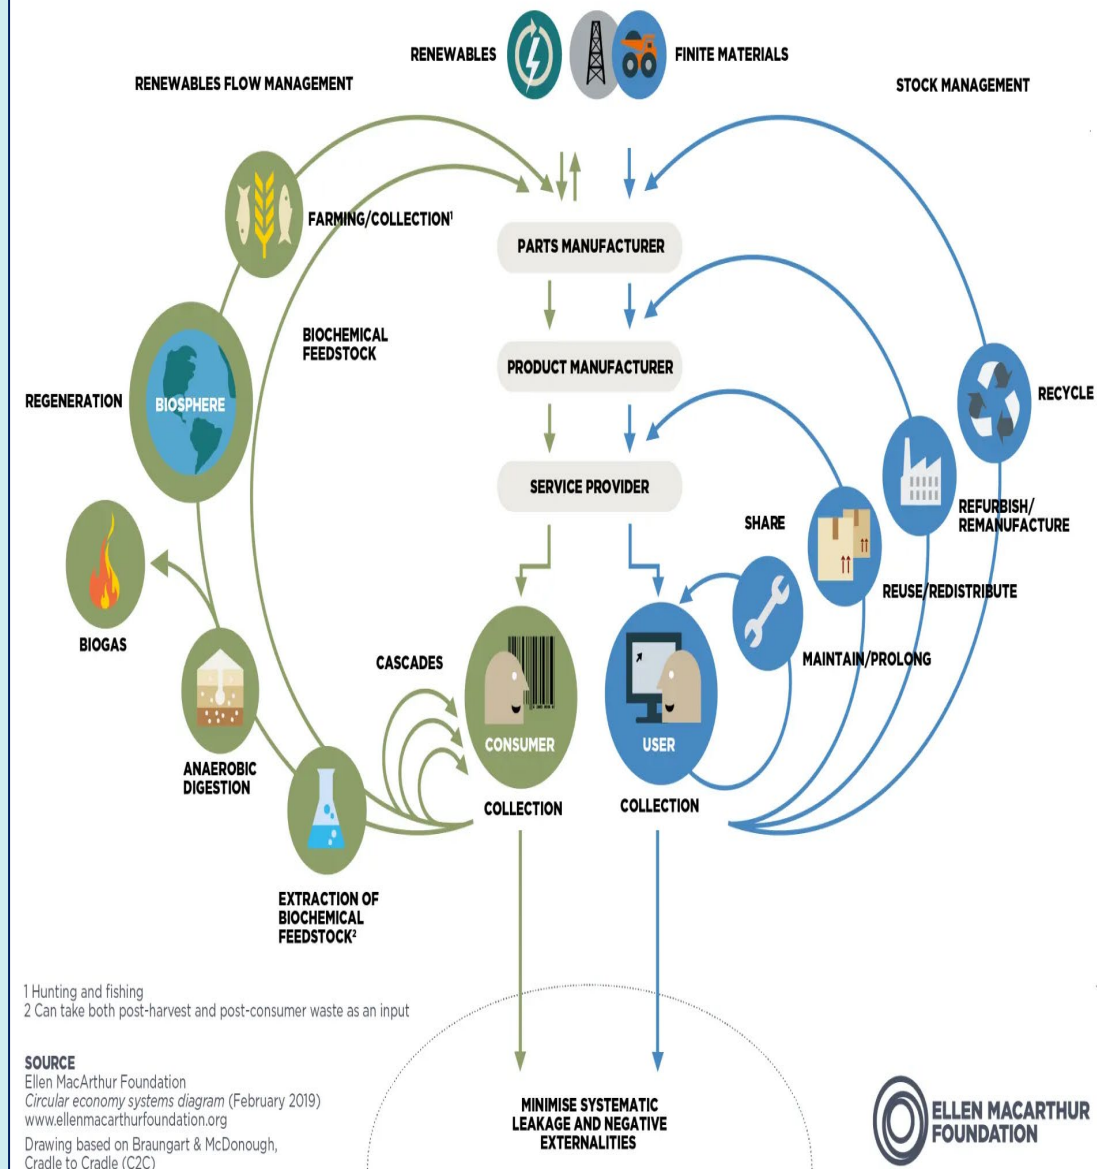 RENEWABLES
FINITE MATERIALS
RENEWABLES FLOW MANAGEMENT
STOCK MANAGEMENT
FARMING/COLLECTION¹
PARTS MANUFACTURER
BIOCHEMICAL
FEEDSTOCK
PRODUCT MANUFACTURER
REGENERATION
BIOSPHERE
RECYCLE
SERVICE PROVIDER
SHARE
REFURBISH/
REMANUFACTURE
REUSE/REDISTRIBUTE
BIOGAS
CASCADES
MAINTAIN/PROLONG
CONSUMER
USER
ANAEROBIC
DIGESTION
COLLECTION
COLLECTION
EXTRACTION OF
BIOCHEMICAL
FEEDSTOCK²
1 Hunting and fishing
2 Can take both post-harvest and post-consumer waste as an input
SOURCE
Ellen MacArthur Foundation
Circular economy systems diagram (February 2019)
www.ellenmacarthurfoundation.org
Drawing based on Braungart & McDonough,
Cradle to Cradle (C2C)
MINIMISE SYSTEMATIC
LEAKAGE AND NEGATIVE
EXTERNALITIES
ELLEN MACARTHUR
FOUNDATION